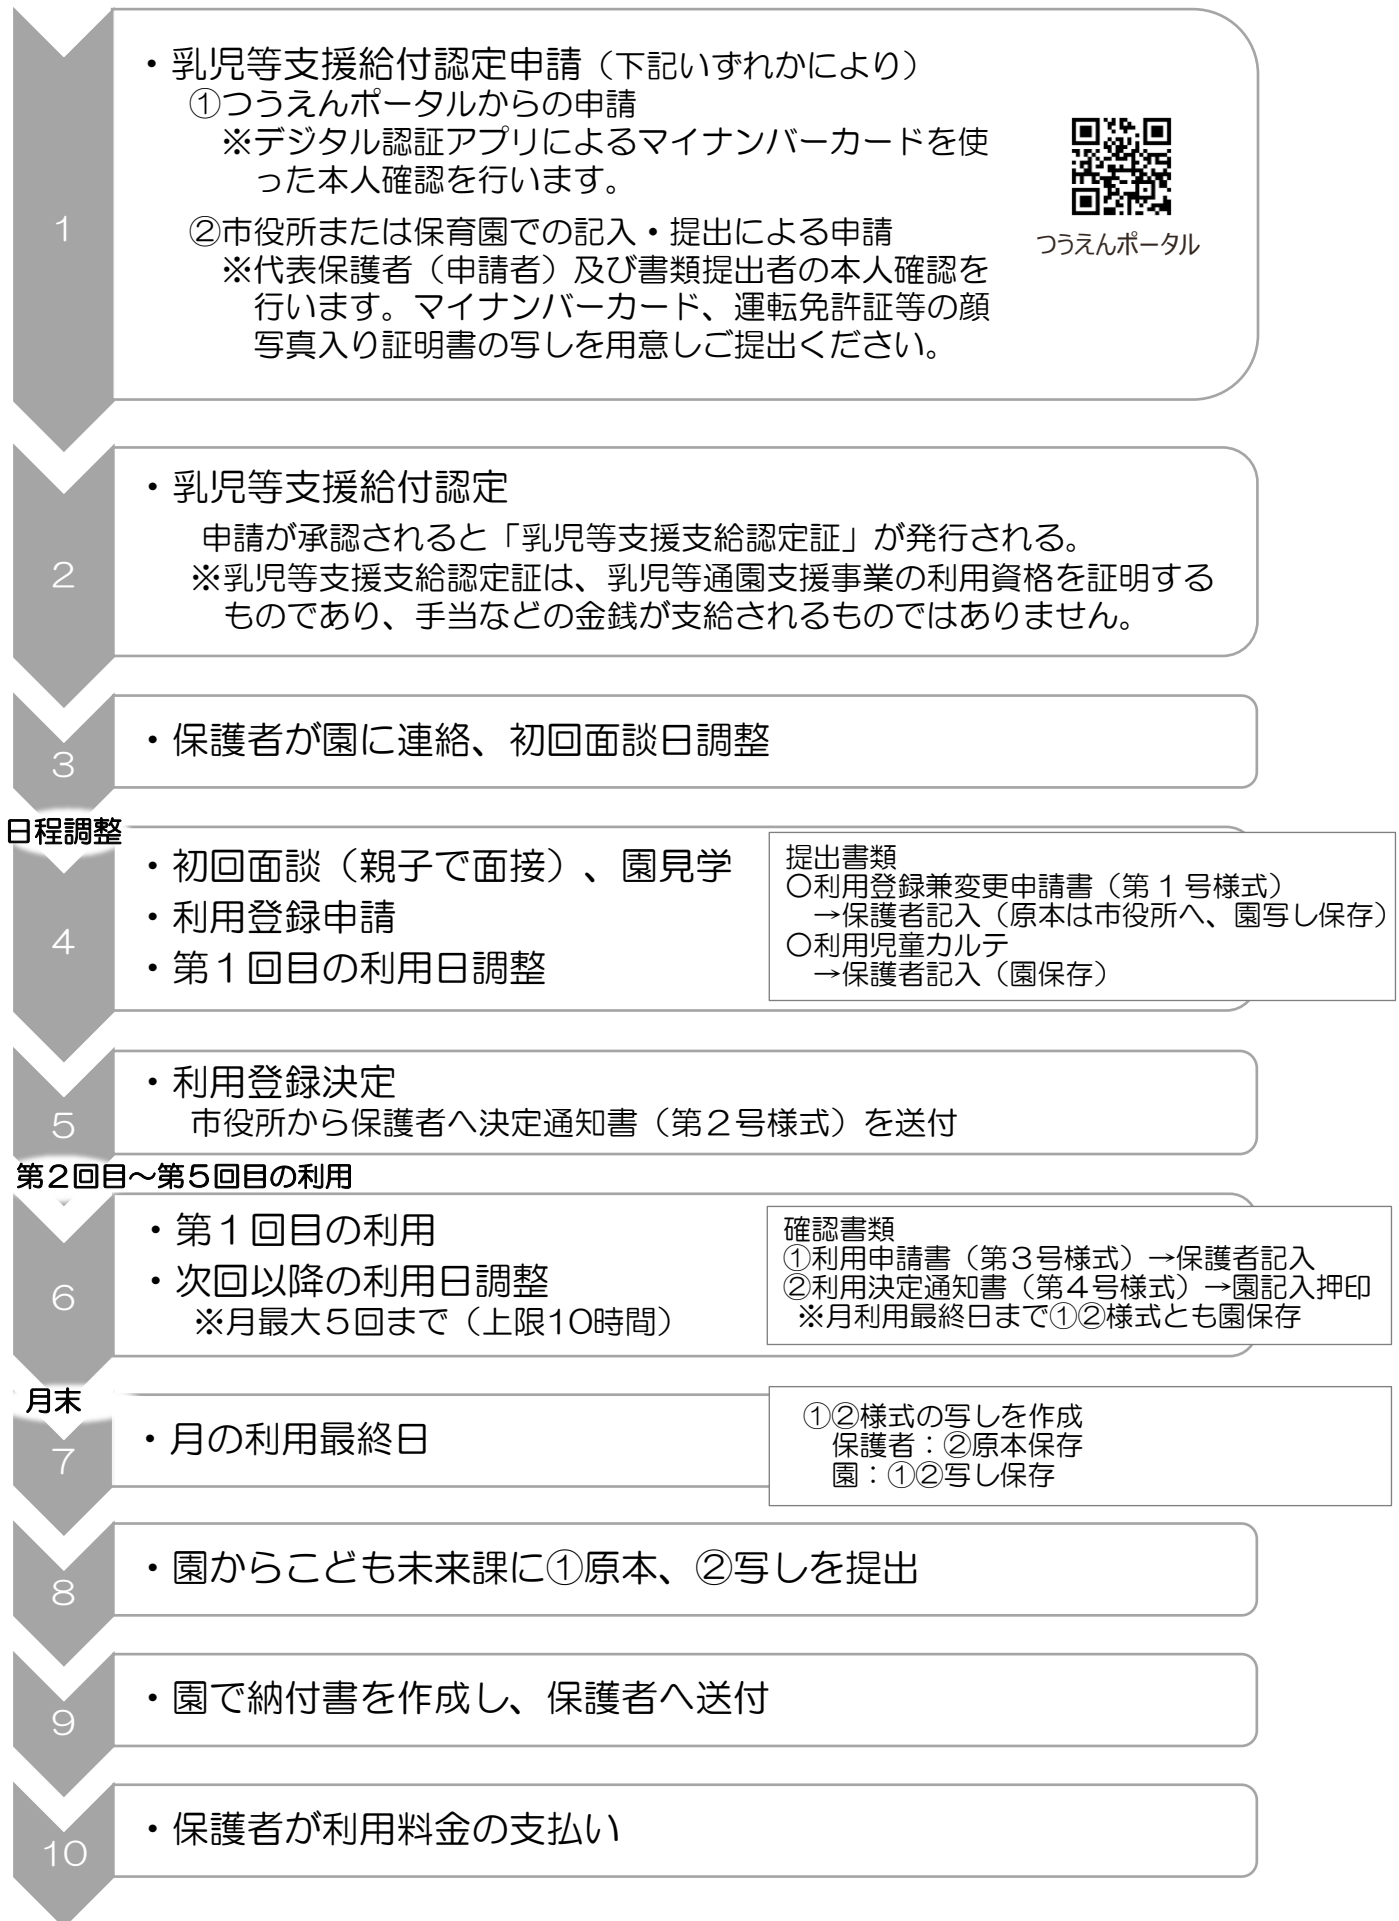 1
・乳児等支援給付認定申請（下記いずれかにより）
①つうえんポータルからの申請
※デジタル認証アプリによるマイナンバーカードを使
った本人確認を行います。
②市役所または保育園での記入・提出による申請
※代表保護者（申請者）及び書類提出者の本人確認を
行います。マイナンバーカード、運転免許証等の顔
写真入り証明書の写しを用意しご提出ください。
つうえんポータル
2
・乳児等支援給付認定
申請が承認されると「乳児等支援支給認定証」が発行される。
※乳児等支援支給認定証は、乳児等通園支援事業の利用資格を証明する
ものであり、手当などの金銭が支給されるものではありません。
3
・保護者が園に連絡、初回面談日調整
日程調整
4
・初回面談（親子で面接）、園見学
・利用登録申請
・第１回目の利用日調整
提出書類
〇利用登録兼変更申請書（第１号様式）
→保護者記入（原本は市役所へ、園写し保存）
〇利用児童カルテ
→保護者記入（園保存）
5
・利用登録決定
市役所から保護者へ決定通知書（第２号様式）を送付
第２回目～第５回目の利用
6
・第１回目の利用
・次回以降の利用日調整
※月最大５回まで（上限10時間）
確認書類
①利用申請書（第３号様式）→保護者記入
②利用決定通知書（第４号様式）→園記入押印
※月利用最終日まで①②様式とも園保存
月末
7
・月の利用最終日
①②様式の写しを作成
保護者：②原本保存
園：①②写し保存
8
・園からこども未来課に①原本、②写しを提出
9
・園で納付書を作成し、保護者へ送付
10
・保護者が利用料金の支払い